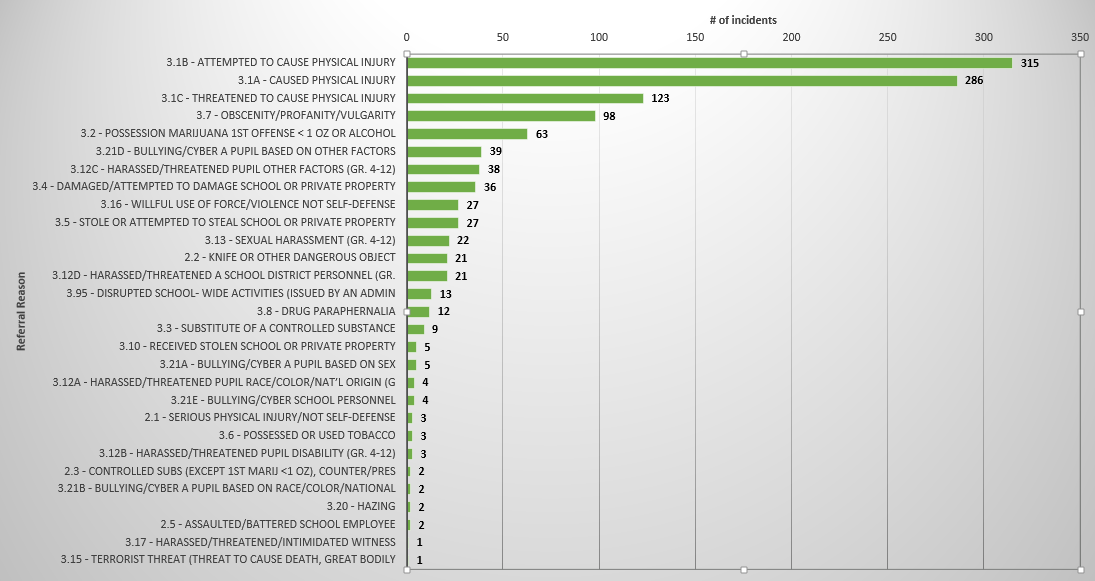 # of incidents
0 50 100 150 200 250 300 350
3.1B - ATTEMPTED TO CAUSE PHYSICAL INJURY 315
3.1A - CAUSED PHYSICAL INJURY 286
3.1C - THREATENED TO CAUSE PHYSICAL INJURY 123
3.7 - OBSCENITY/PROFANITY/VULGARITY 98
3.2 - POSSESSION MARIJUANA 1ST OFFENSE < 1 OZ OR ALCOHOL 63
3.21D - BULLYING/CYBER A PUPIL BASED ON OTHER FACTORS 39
3.12C - HARASSED/THREATENED PUPIL OTHER FACTORS (GR. 4-12) 38
3.4 - DAMAGED/ATTEMPTED TO DAMAGE SCHOOL OR PRIVATE PROPERTY 36
3.16 - WILLFUL USE OF FORCE/VIOLENCE NOT SELF-DEFENSE 27
3.5 - STOLE OR ATTEMPTED TO STEAL SCHOOL OR PRIVATE PROPERTY 27
3.13 - SEXUAL HARASSMENT (GR. 4-12) 22
2.2 - KNIFE OR OTHER DANGEROUS OBJECT 21
3.12D - HARASSED/THREATENED A SCHOOL DISTRICT PERSONNEL (GR. 21
3.95 - DISRUPTED SCHOOL- WIDE ACTIVITIES (ISSUED BY AN ADMIN 13
3.8 - DRUG PARAPHERNALIA 12
3.3 - SUBSTITUTE OF A CONTROLLED SUBSTANCE 9
3.10 - RECEIVED STOLEN SCHOOL OR PRIVATE PROPERTY 5
3.21A - BULLYING/CYBER A PUPIL BASED ON SEX 5
3.12A - HARASSED/THREATENED PUPIL RACE/COLOR/NAT'L ORIGIN (G 4
3.21E - BULLYING/CYBER SCHOOL PERSONNEL 4
2.1 - SERIOUS PHYSICAL INJURY/NOT SELF-DEFENSE 3
3.6 - POSSESSED OR USED TOBACCO 3
3.12B - HARASSED/THREATENED PUPIL DISABILITY (GR. 4-12) 3
2.3 - CONTROLLED SUBS (EXCEPT 1ST MARIJ <1 OZ), COUNTER/PRES 2
3.21B - BULLYING/CYBER A PUPIL BASED ON RACE/COLOR/NATIONAL 2
3.20 - HAZING 2
2.5 - ASSAULTED/BATTERED SCHOOL EMPLOYEE 2
3.17 - HARASSED/THREATENED/INTIMIDATED WITNESS 1
3.15 - TERRORIST THREAT (THREAT TO CAUSE DEATH, GREAT BODILY 1
Referral Reason